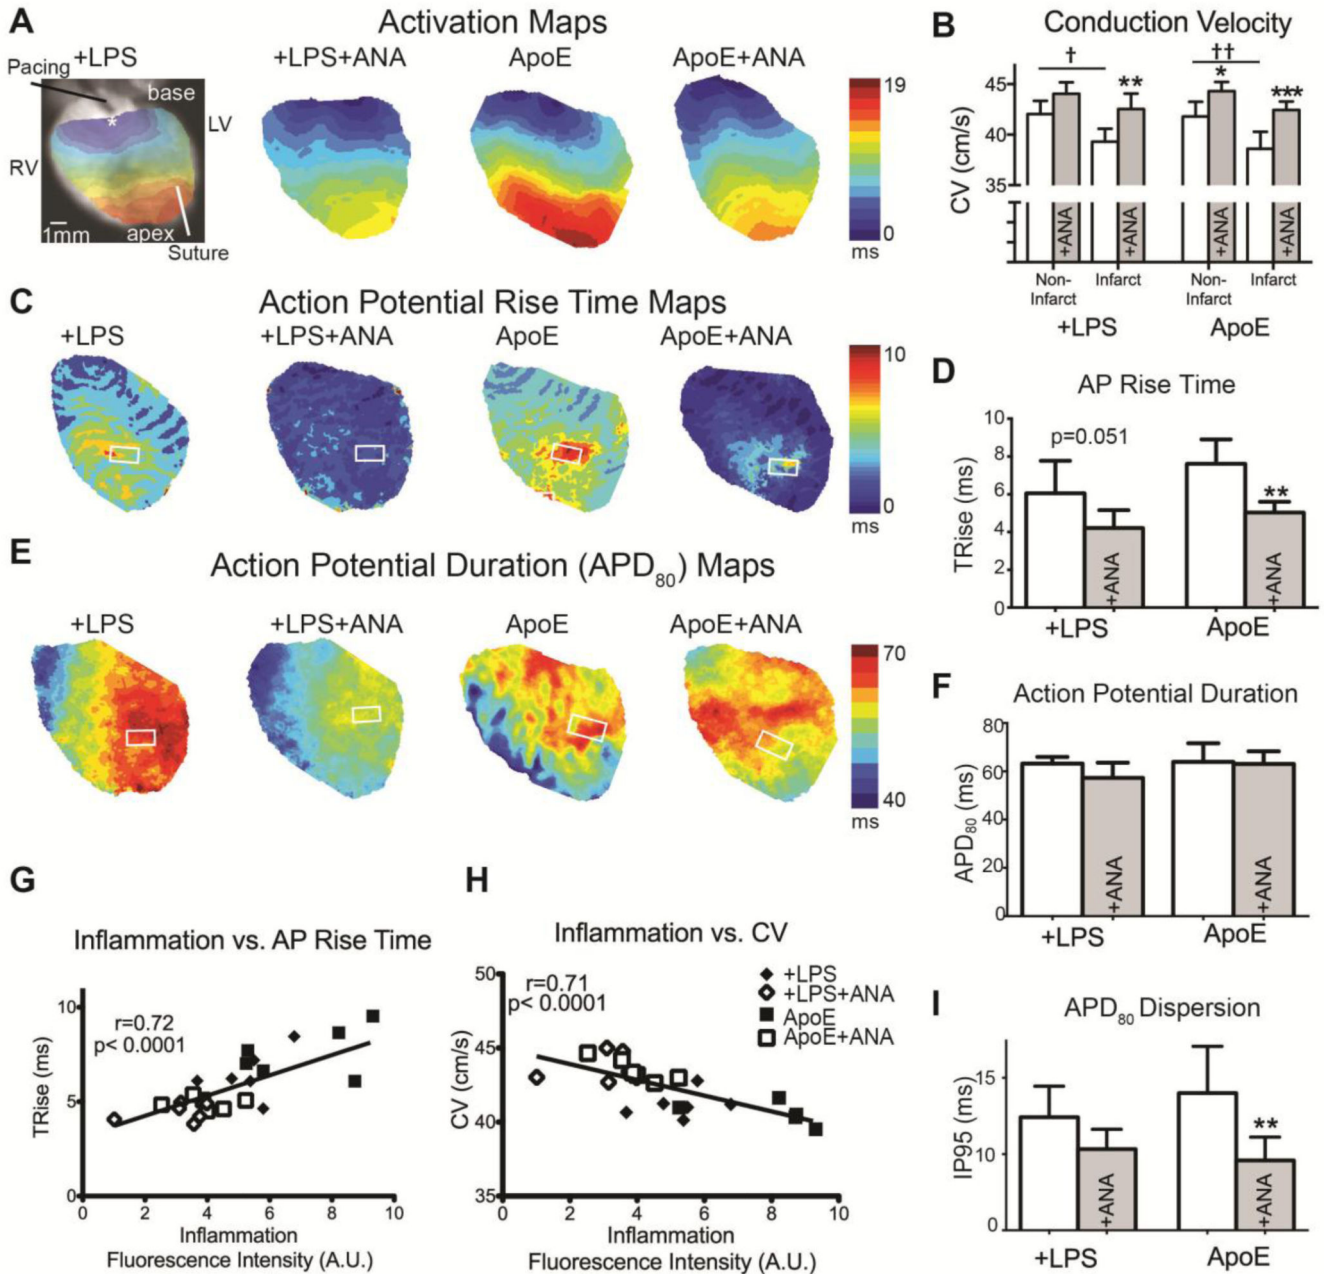 A
Activation Maps
+LPS
+LPS+ANA
ApoE
ApoE+ANA
Pacing
base
*
LV
RV
1mm
apex
Suture
19
0
ms
B
Conduction Velocity
†
††
**
*
***
45
40
35
CV (cm/s)
+ANA
+ANA
+ANA
+ANA
Non-
Infarct
Infarct
Non-
Infarct
Infarct
+LPS
ApoE
C
Action Potential Rise Time Maps
+LPS
+LPS+ANA
ApoE
ApoE+ANA
10
0
ms
D
AP Rise Time
10
8
6
4
2
0
TRise (ms)
p=0.051
**
+ANA
+ANA
+LPS
ApoE
E
Action Potential Duration (APD80) Maps
+LPS
+LPS+ANA
ApoE
ApoE+ANA
70
40
ms
F
Action Potential Duration
80
60
40
20
0
APD80 (ms)
+ANA
+ANA
+LPS
ApoE
G
Inflammation vs. AP Rise Time
r=0.72
p< 0.0001
10
5
0
TRise (ms)
0 2 4 6 8 10
Inflammation
Fluorescence Intensity (A.U.)
H
Inflammation vs. CV
r=0.71
p< 0.0001
+LPS
+LPS+ANA
ApoE
ApoE+ANA
50
45
40
35
CV (cm/s)
0 2 4 6 8 10
Inflammation
Fluorescence Intensity (A.U.)
I
APD80 Dispersion
15
10
0
IP95 (ms)
**
+ANA
+ANA
+LPS
ApoE